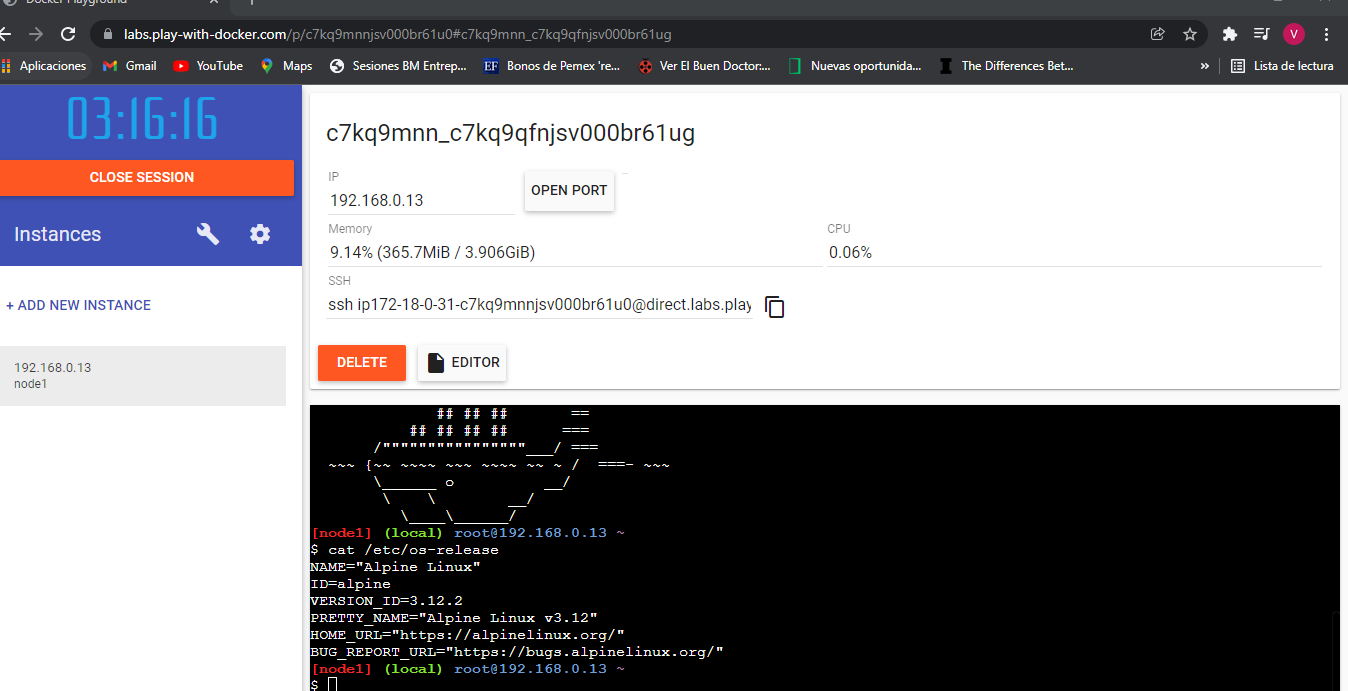 Docker Playground
labs.play-with-docker.com/p/c7kq9mnnjsv000br61u0#c7kq9mnn_c7kq9qfnjsv000br61ug
V
Aplicaciones Gmail YouTube Maps Sesiones BM Entrep... EF Bonos de Pemex 're... Ver El Buen Doctor:... Nuevas oportunida... The Differences Bet... » Lista de lectura
03:16:16
CLOSE SESSION
Instances
+ ADD NEW INSTANCE
192.168.0.13
node1
c7kq9mnn_c7kq9qfnjsv000br61ug
IP
192.168.0.13
OPEN PORT
Memory
9.14% (365.7MiB / 3.906GiB)
CPU
0.06%
SSH
ssh ip172-18-0-31-c7kq9mnnjsv000br61u0@direct.labs.play
DELETE
EDITOR
## ## ## ==
## ## ## ## ===
/""""""""""""""""___/ ===
~~~ {~~ ~~~~ ~~~ ~~~~ ~~ ~ / ===- ~~~
\______ o __/
\ \ __/
\____\______/
[node1] (local) root@192.168.0.13 ~
$ cat /etc/os-release
NAME="Alpine Linux"
ID=alpine
VERSION_ID=3.12.2
PRETTY_NAME="Alpine Linux v3.12"
HOME_URL="https://alpinelinux.org/"
BUG_REPORT_URL="https://bugs.alpinelinux.org/"
[node1] (local) root@192.168.0.13 ~
$